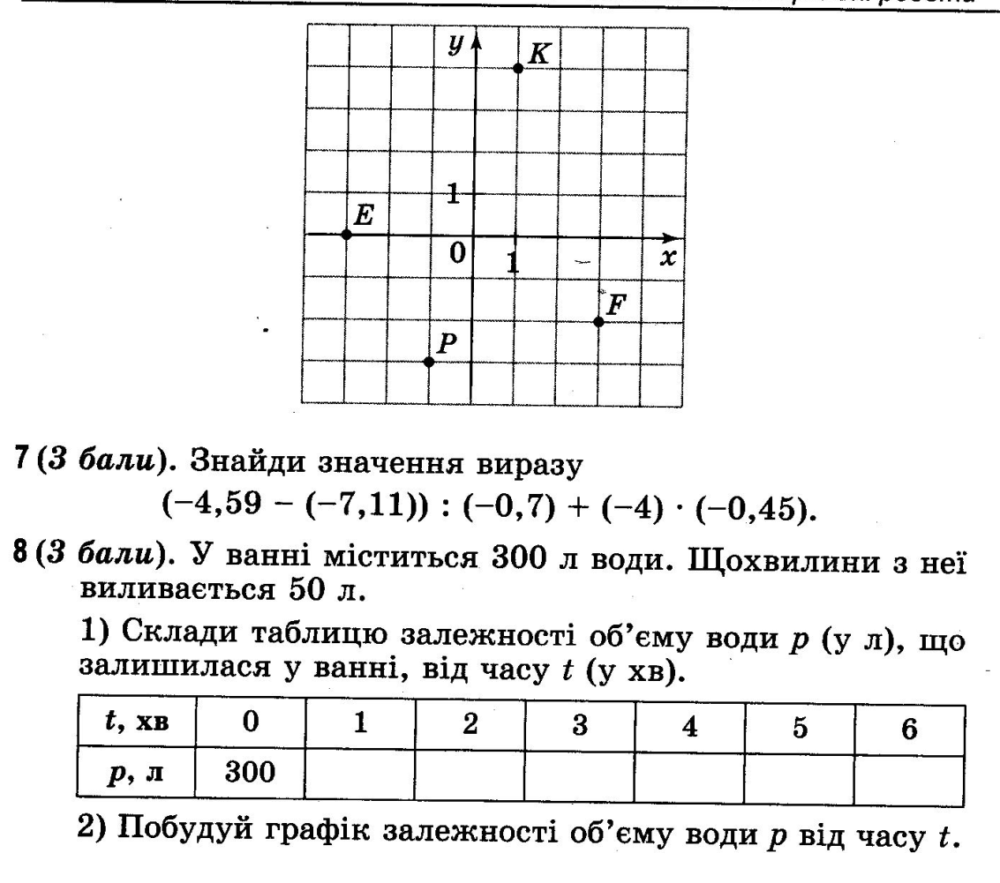 y K
1
E
0 1 x
F
P
7 (3 бали). Знайди значення виразу
(−4,59 − (−7,11)) : (−0,7) + (−4) · (−0,45).
8 (3 бали). У ванні міститься 300 л води. Щохвилини з неї
виливається 50 л.
1) Склади таблицю залежності об’єму води p (у л), що
залишилася у ванні, від часу t (у хв).
t, хв 0 1 2 3 4 5 6
p, л 300
2) Побудуй графік залежності об’єму води p від часу t.